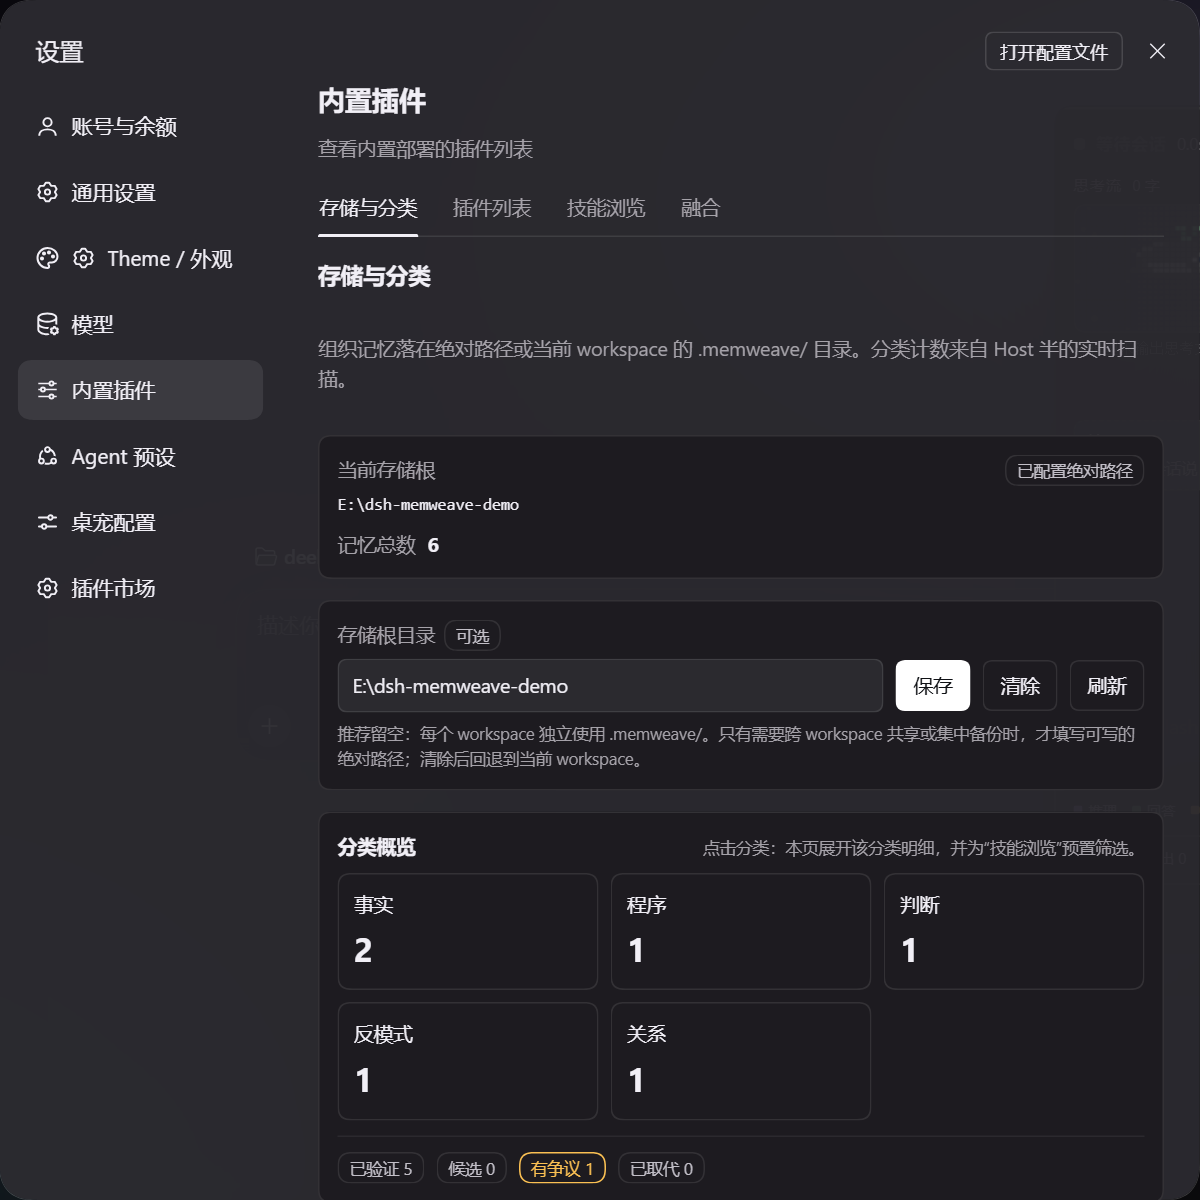 设置
打开配置文件
账号与余额
通用设置
Theme / 外观
模型
内置插件
Agent 预设
桌宠配置
插件市场
内置插件
查看内置部署的插件列表
存储与分类 插件列表 技能浏览 融合
存储与分类
组织记忆落在绝对路径或当前 workspace 的 .memweave/ 目录。分类计数来自 Host 半的实时扫
描。
当前存储根
已配置绝对路径
E:\dsh-memweave-demo
记忆总数 6
存储根目录 可选
E:\dsh-memweave-demo
保存 清除 刷新
推荐留空：每个 workspace 独立使用 .memweave/。只有需要跨 workspace 共享或集中备份时，才填写可写的
绝对路径；清除后回退到当前 workspace。
分类概览
点击分类：本页展开该分类明细，并为“技能浏览”预置筛选。
事实
2
程序
1
判断
1
反模式
1
关系
1
已验证 5 候选 0 有争议 1 已取代 0
dee